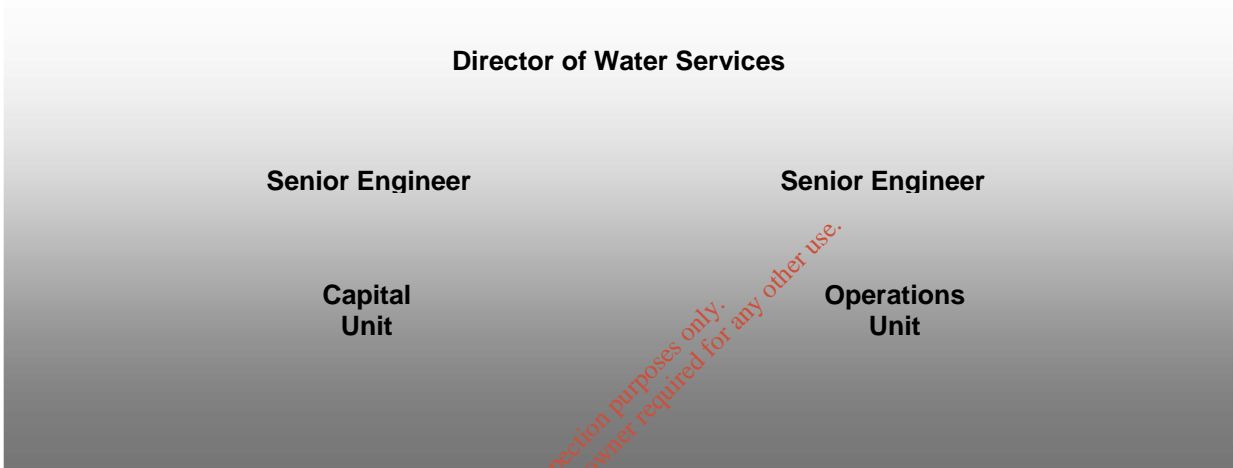 Director of Water Services
Senior Engineer
Senior Engineer
Capital
Unit
Operations
Unit
purposes only.
owner required for any other use.